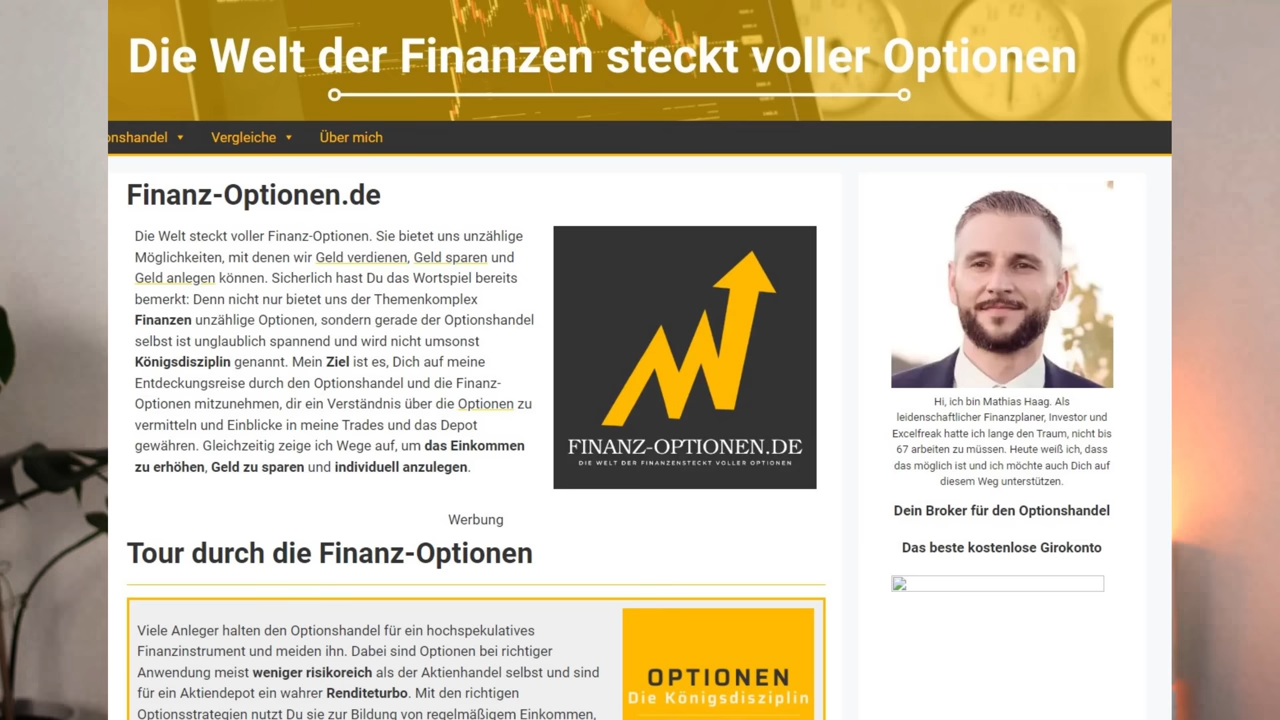 Die Welt der Finanzen steckt voller Optionen
onshandel Vergleiche Über mich
Finanz-Optionen.de
Die Welt steckt voller Finanz-Optionen. Sie bietet uns unzählige
Möglichkeiten, mit denen wir Geld verdienen, Geld sparen und
Geld anlegen können. Sicherlich hast Du das Wortspiel bereits
bemerkt: Denn nicht nur bietet uns der Themenkomplex
Finanzen unzählige Optionen, sondern gerade der Optionshandel
selbst ist unglaublich spannend und wird nicht umsonst
Königsdisziplin genannt. Mein Ziel ist es, Dich auf meine
Entdeckungsreise durch den Optionshandel und die Finanz-
Optionen mitzunehmen, dir ein Verständnis über die Optionen zu
vermitteln und Einblicke in meine Trades und das Depot
gewähren. Gleichzeitig zeige ich Wege auf, um das Einkommen
zu erhöhen, Geld zu sparen und individuell anzulegen.
FINANZ-OPTIONEN.DE
DIE WELT DER FINANZENSTECKT VOLLER OPTIONEN
Werbung
Tour durch die Finanz-Optionen
Viele Anleger halten den Optionshandel für ein hochspekulatives
Finanzinstrument und meiden ihn. Dabei sind Optionen bei richtiger
Anwendung meist weniger risikoreich als der Aktienhandel selbst und sind
für ein Aktiendepot ein wahrer Renditeturbo. Mit den richtigen
Optionsstrategien nutzt Du sie zur Bildung von regelmäßigem Einkommen,
OPTIONEN
Die Königsdisziplin
Hi, ich bin Mathias Haag. Als
leidenschaftlicher Finanzplaner, Investor und
Excelfreak hatte ich lange den Traum, nicht bis
67 arbeiten zu müssen. Heute weiß ich, dass
das möglich ist und ich möchte auch Dich auf
diesem Weg unterstützen.
Dein Broker für den Optionshandel
Das beste kostenlose Girokonto